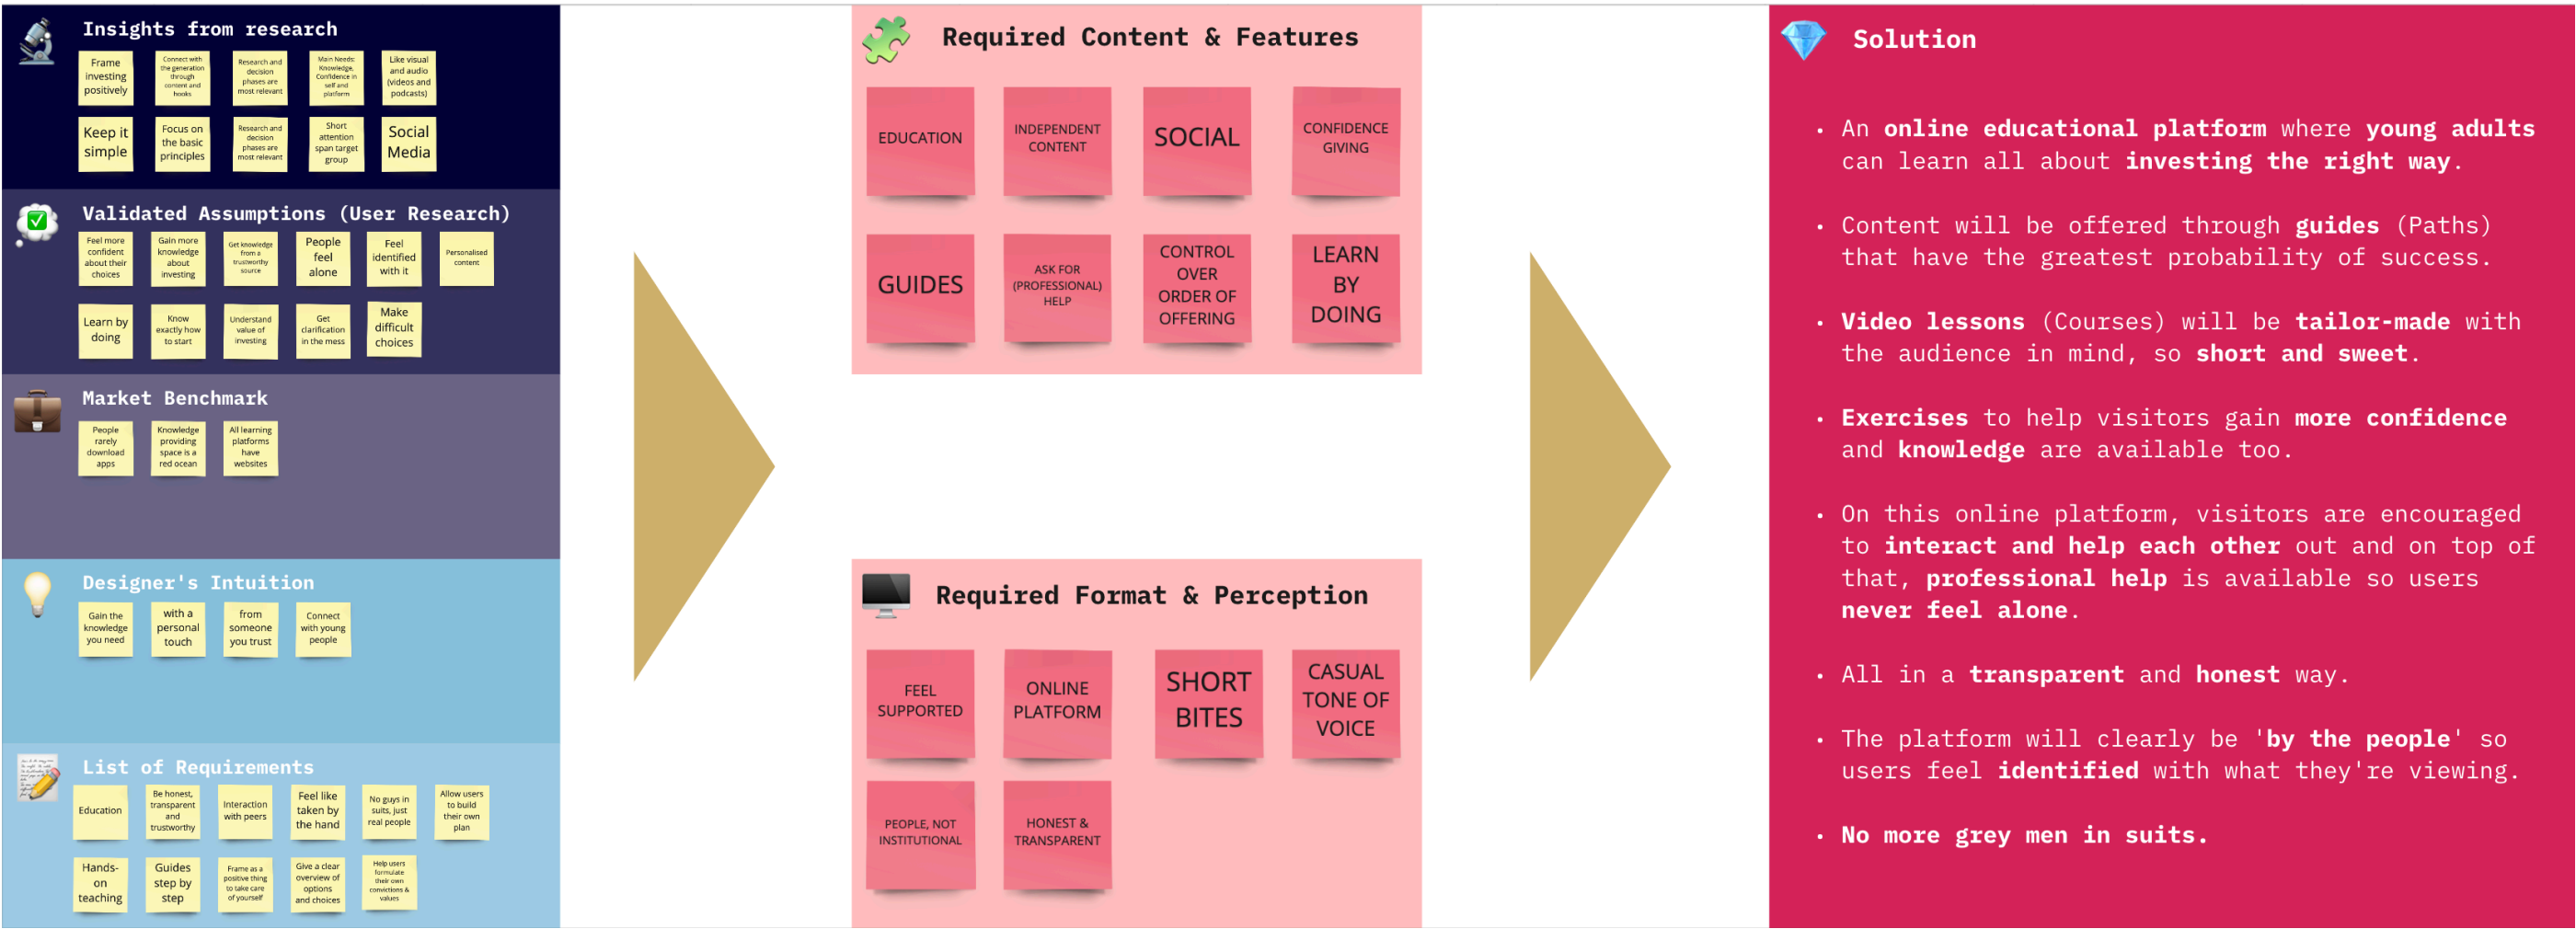 Insights from research
Frame
investing
positively
Connect with
the generation
through
content and
hooks
Research and
decision
phases are
most relevant
Main Needs:
Knowledge,
Confidence in
self and
platform
Like visual
and audio
(videos and
podcasts)
Keep it
simple
Focus on
the basic
principles
Research and
decision
phases are
most relevant
Short
attention
span target
group
Social
Media
Validated Assumptions (User Research)
Feel more
confident
about their
choices
Gain more
knowledge
about
investing
Get knowledge
from a
trustworthy
source
People
feel
alone
Feel
identified
with it
Personalised
content
Learn by
doing
Know
exactly how
to start
Understand
value of
investing
Get
clarification
in the mess
Make
difficult
choices
Market Benchmark
People
rarely
download
apps
Knowledge
providing
space is a
red ocean
All learning
platforms
have
websites
Designer's Intuition
Gain the
knowledge
you need
with a
personal
touch
from
someone
you trust
Connect
with young
people
List of Requirements
Education
Be honest,
transparent
and
trustworthy
Interaction
with peers
Feel like
taken by
the hand
No guys in
suits, just
real people
Allow users
to build
their own
plan
Hands-
on
teaching
Guides
step by
step
Frame as a
positive thing
to take care
of yourself
Give a clear
overview of
options
and choices
Help users
formulate
their own
convictions &
values
Required Content & Features
EDUCATION
INDEPENDENT
CONTENT
SOCIAL
CONFIDENCE
GIVING
GUIDES
ASK FOR
(PROFESSIONAL)
HELP
CONTROL
OVER
ORDER OF
OFFERING
LEARN
BY
DOING
Required Format & Perception
FEEL
SUPPORTED
ONLINE
PLATFORM
SHORT
BITES
CASUAL
TONE OF
VOICE
PEOPLE, NOT
INSTITUTIONAL
HONEST &
TRANSPARENT
Solution
• An online educational platform where young adults
can learn all about investing the right way.
• Content will be offered through guides (Paths)
that have the greatest probability of success.
• Video lessons (Courses) will be tailor-made with
the audience in mind, so short and sweet.
• Exercises to help visitors gain more confidence
and knowledge are available too.
• On this online platform, visitors are encouraged
to interact and help each other out and on top of
that, professional help is available so users
never feel alone.
• All in a transparent and honest way.
• The platform will clearly be 'by the people' so
users feel identified with what they're viewing.
• No more grey men in suits.